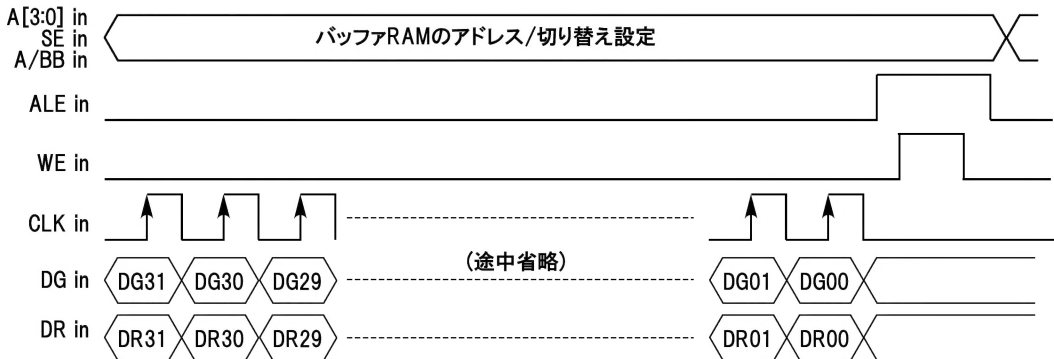 A[3:0] in
SE in
A/BB in
バッファRAMのアドレス/切り替え設定
ALE in
WE in
CLK in
(途中省略)
DG in
DG31 DG30 DG29 DG01 DG00
DR in
DR31 DR30 DR29 DR01 DR00